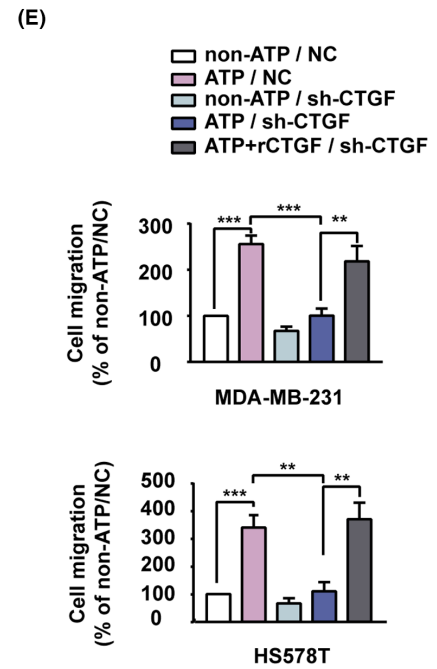 (E)
non-ATP / NC
ATP / NC
non-ATP / sh-CTGF
ATP / sh-CTGF
ATP+rCTGF / sh-CTGF
Cell migration
(% of non-ATP/NC)
300
200
100
0
***
***
**
MDA-MB-231
Cell migration
(% of non-ATP/NC)
500
400
300
200
100
0
***
**
**
HS578T